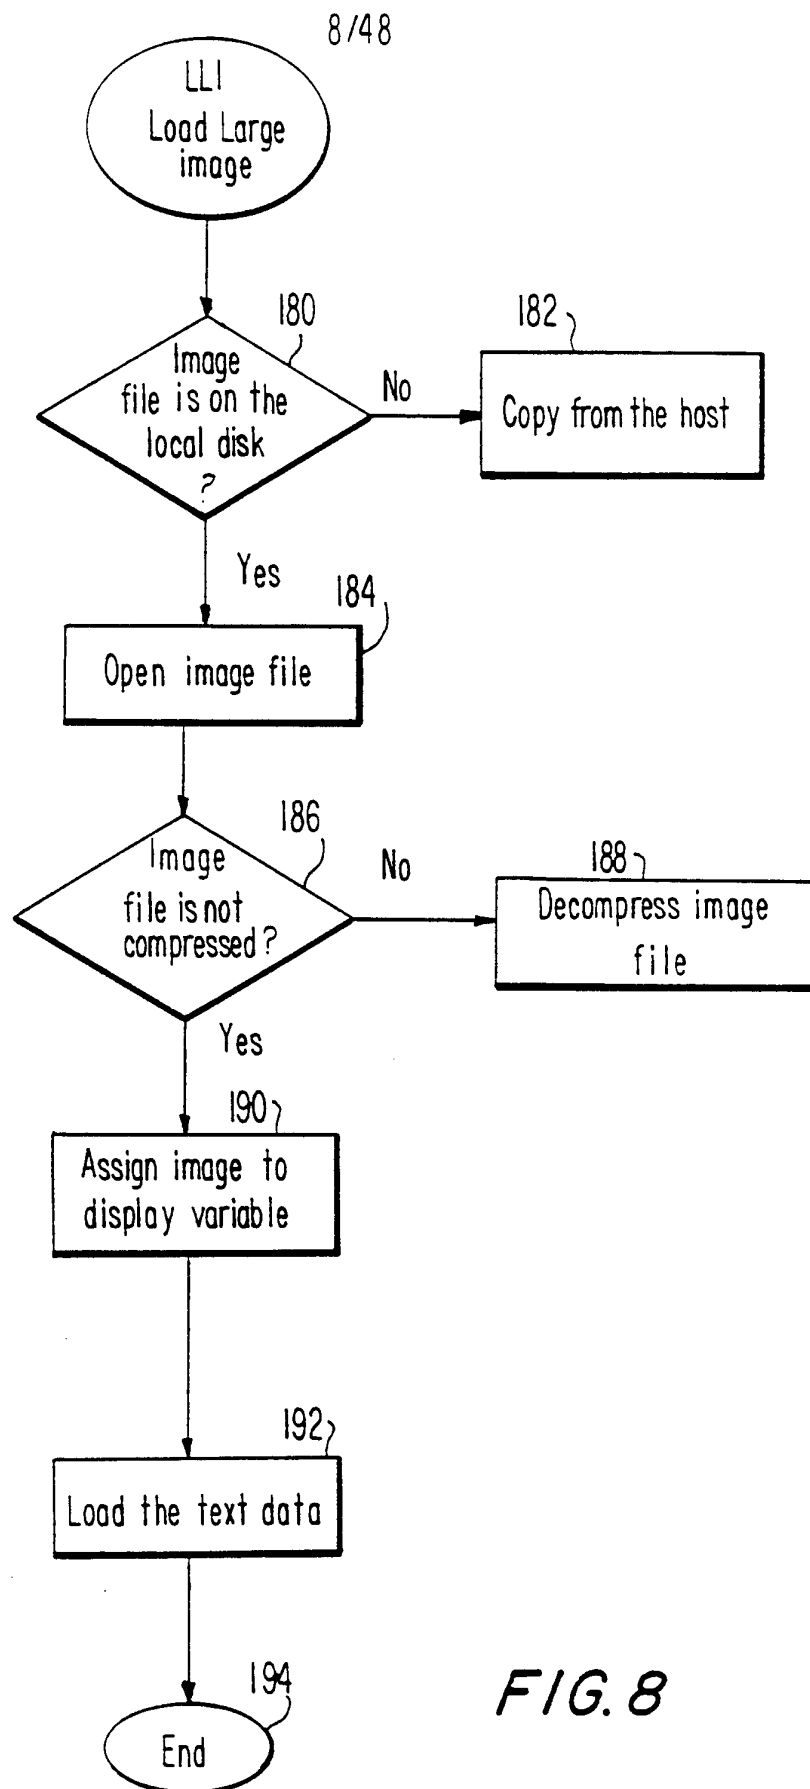 8/48
LLI
Load Large
image
180
Image
file is on the
local disk
?
No
182
Copy from the host
Yes
184
Open image file
186
Image
file is not
compressed?
No
188
Decompress image
file
Yes
190
Assign image to
display variable
192
Load the text data
194
End
FIG. 8